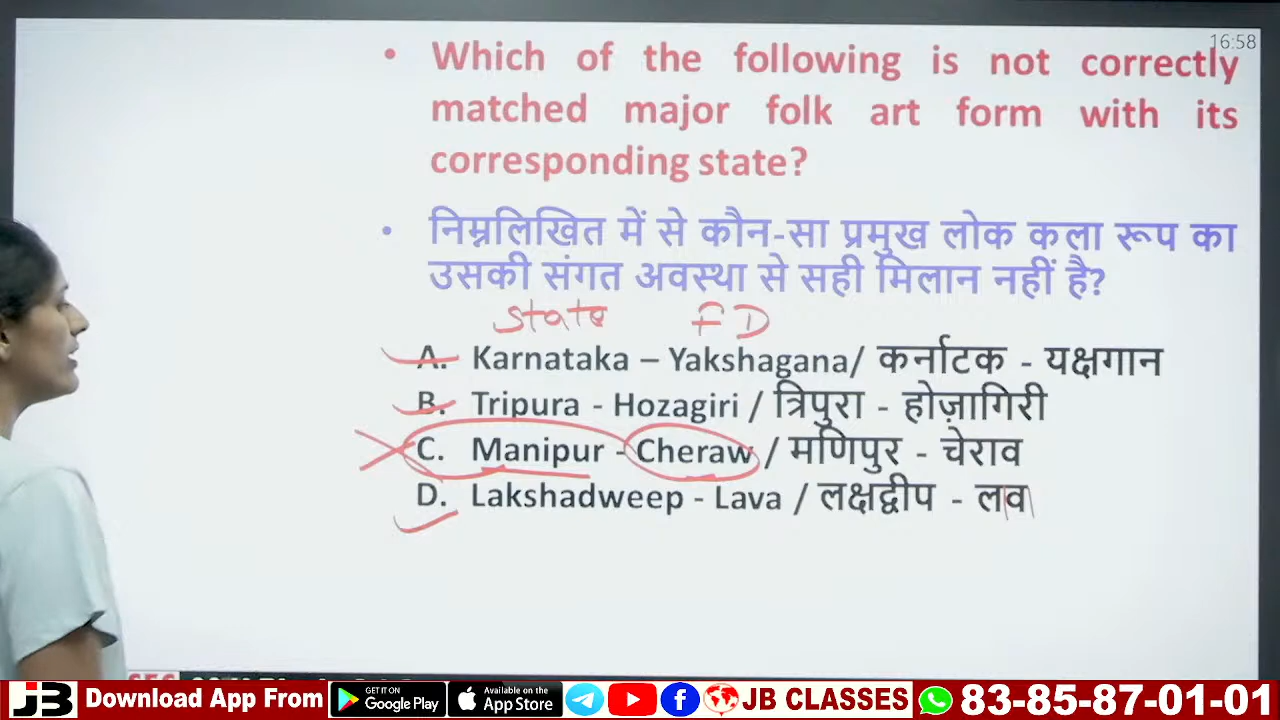 16:58
• Which of the following is not correctly
matched major folk art form with its
corresponding state?
• निम्नलिखित में से कौन-सा प्रमुख लोक कला रूप का
उसकी संगत अवस्था से सही मिलान नहीं है?
state FD
A. Karnataka – Yakshagana/ कर्नाटक - यक्षगान
B. Tripura - Hozagiri / त्रिपुरा - होज़ागिरी
C. Manipur - Cheraw / मणिपुर - चेराव
D. Lakshadweep - Lava / लक्षद्वीप - लव
JB Download App From GET IT ON Google Play Available on the App Store JB CLASSES 83-85-87-01-01